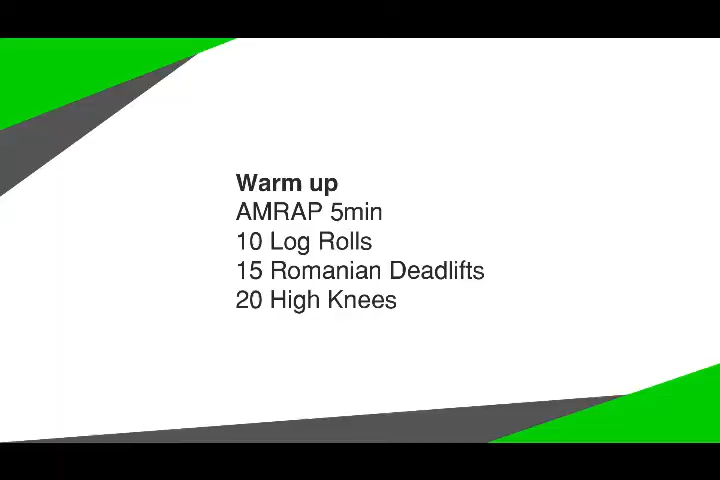 Warm up
AMRAP 5min
10 Log Rolls
15 Romanian Deadlifts
20 High Knees